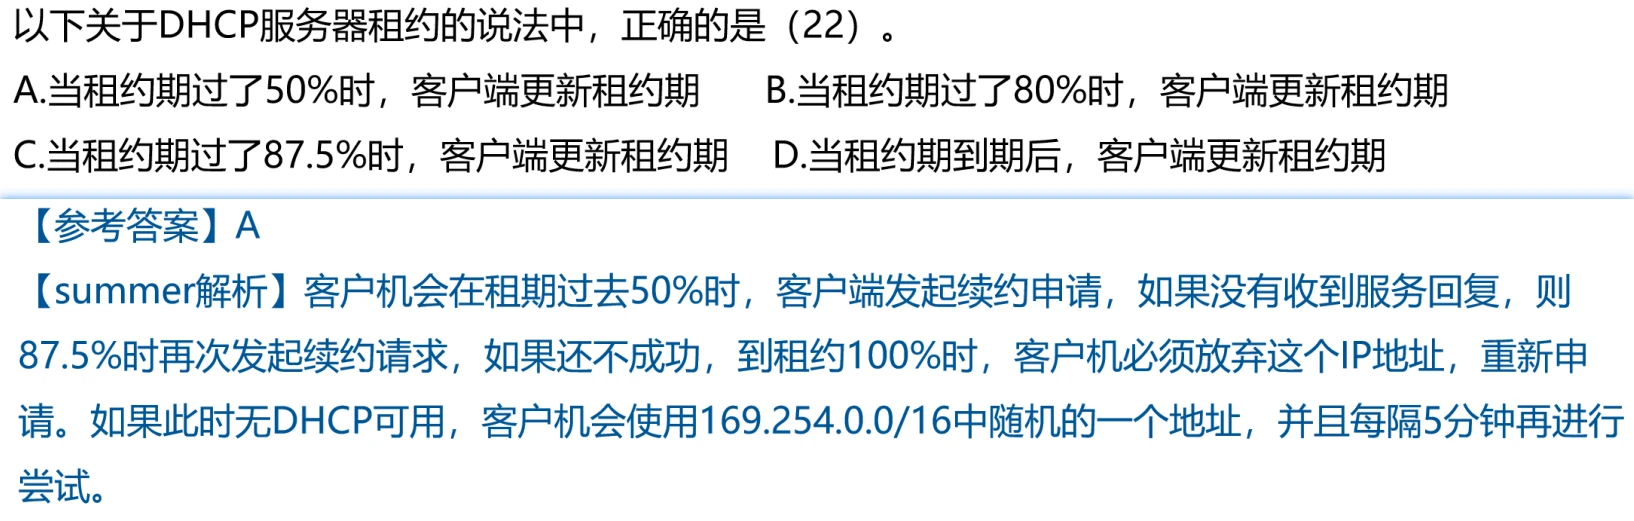 以下关于DHCP服务器租约的说法中，正确的是（22）。
A.当租约期过了50%时，客户端更新租约期 B.当租约期过了80%时，客户端更新租约期
C.当租约期过了87.5%时，客户端更新租约期 D.当租约期到期后，客户端更新租约期
【参考答案】A
【summer解析】客户机会在租期过去50%时，客户端发起续约申请，如果没有收到服务回复，则
87.5%时再次发起续约请求，如果还不成功，到租约100%时，客户机必须放弃这个IP地址，重新申
请。如果此时无DHCP可用，客户机会使用169.254.0.0/16中随机的一个地址，并且每隔5分钟再进行
尝试。